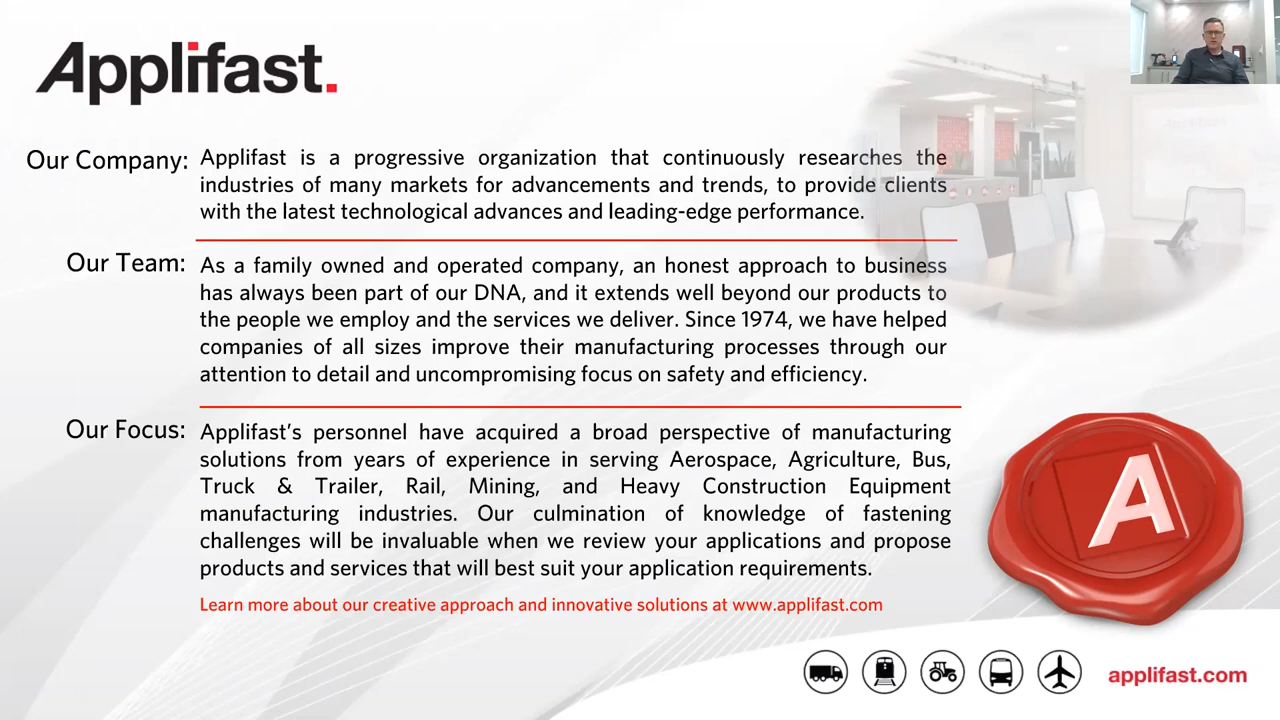 Applifast.
Our Company:
Applifast is a progressive organization that continuously researches the
industries of many markets for advancements and trends, to provide clients
with the latest technological advances and leading-edge performance.
Our Team:
As a family owned and operated company, an honest approach to business
has always been part of our DNA, and it extends well beyond our products to
the people we employ and the services we deliver. Since 1974, we have helped
companies of all sizes improve their manufacturing processes through our
attention to detail and uncompromising focus on safety and efficiency.
Our Focus:
Applifast’s personnel have acquired a broad perspective of manufacturing
solutions from years of experience in serving Aerospace, Agriculture, Bus,
Truck & Trailer, Rail, Mining, and Heavy Construction Equipment
manufacturing industries. Our culmination of knowledge of fastening
challenges will be invaluable when we review your applications and propose
products and services that will best suit your application requirements.
Learn more about our creative approach and innovative solutions at www.applifast.com
A
applifast.com